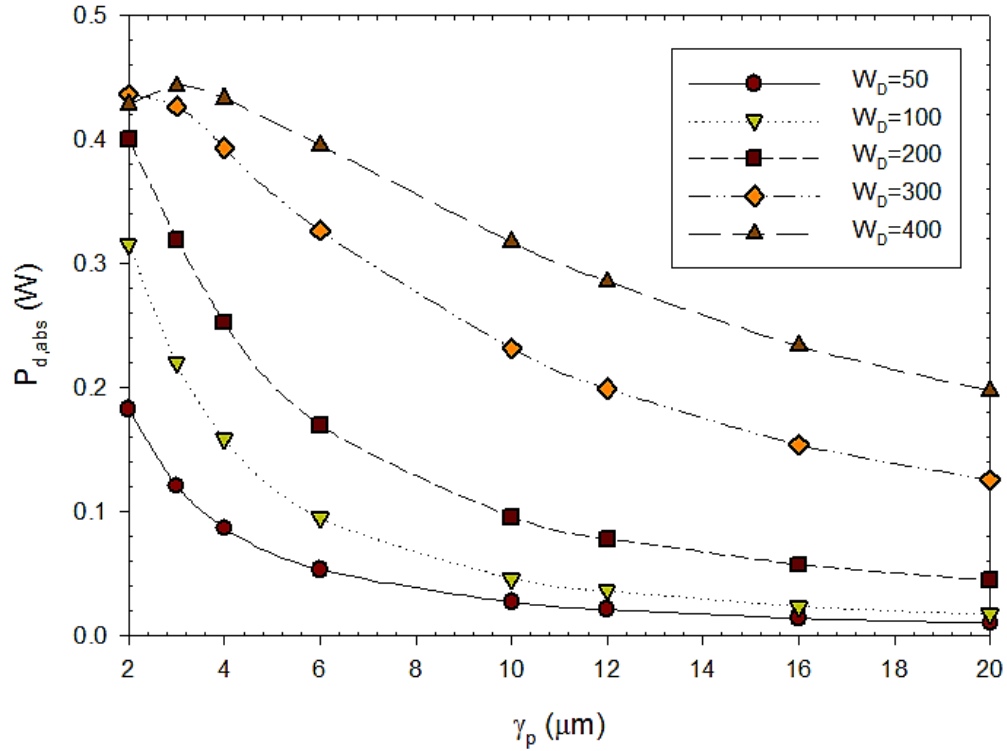 0.5
0.4
0.3
0.2
0.1
0.0
P_d,abs (W)
W_D=50
W_D=100
W_D=200
W_D=300
W_D=400
2 4 6 8 10 12 14 16 18 20
γ_p (μm)